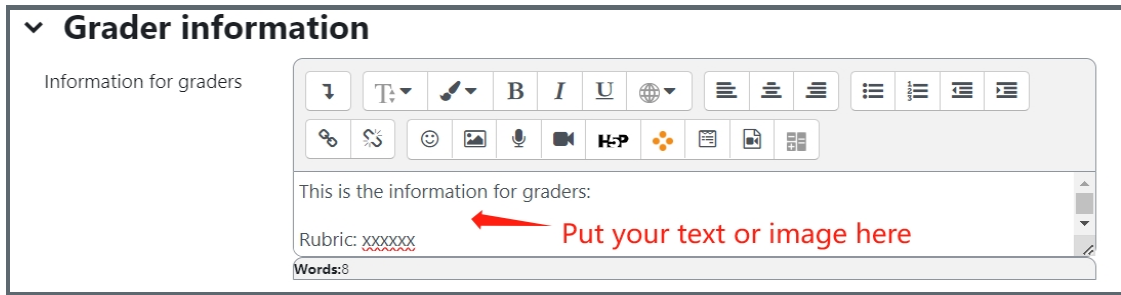 Grader information
Information for graders
B I U
H5P
This is the information for graders:
Put your text or image here
Rubric: xxxxxx
Words:8